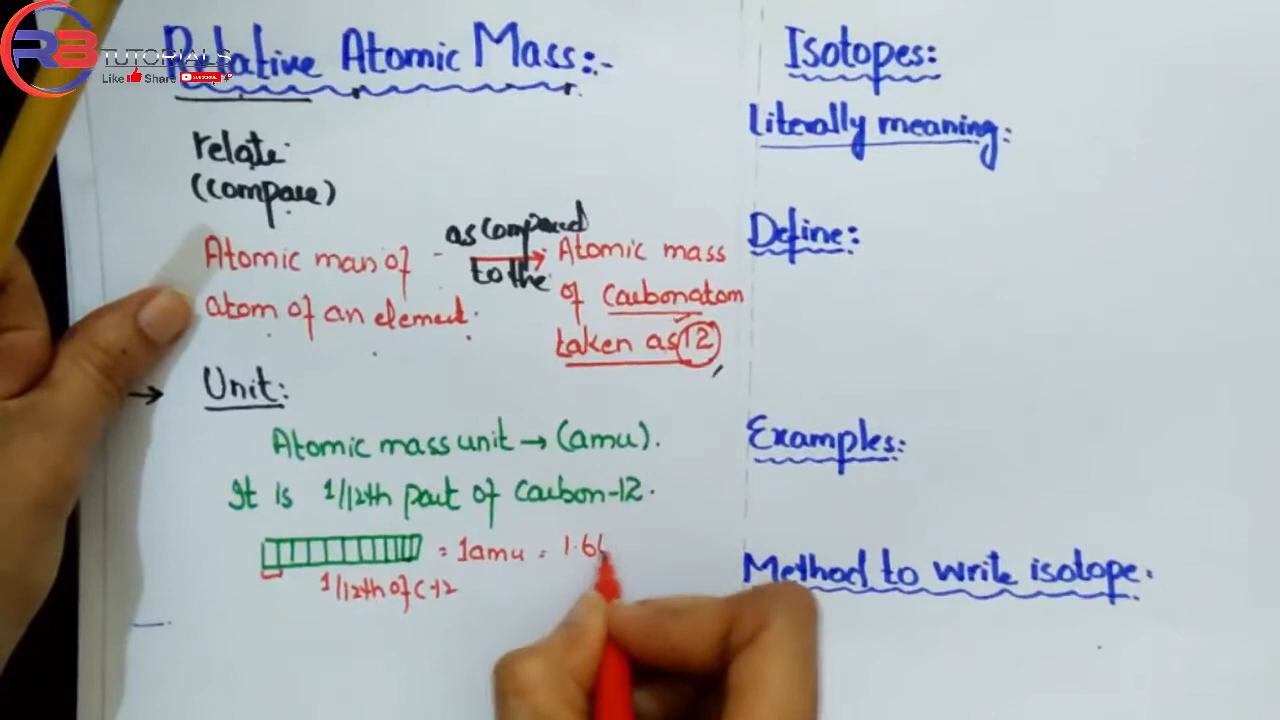 RB TUTORIALS
Like Share SUBSCRIBE
Relative Atomic Mass:-
relate
(compare)
Atomic mass of
atom of an element.
as compared
to the
Atomic mass
of Carbon atom
taken as 12
→ Unit:
Atomic mass unit → (amu).
It is 1/12th part of Carbon-12.
= 1amu = 1.66
1/12th of C-12
Isotopes:
Literally meaning:
Define:
Examples:
Method to write isotope.